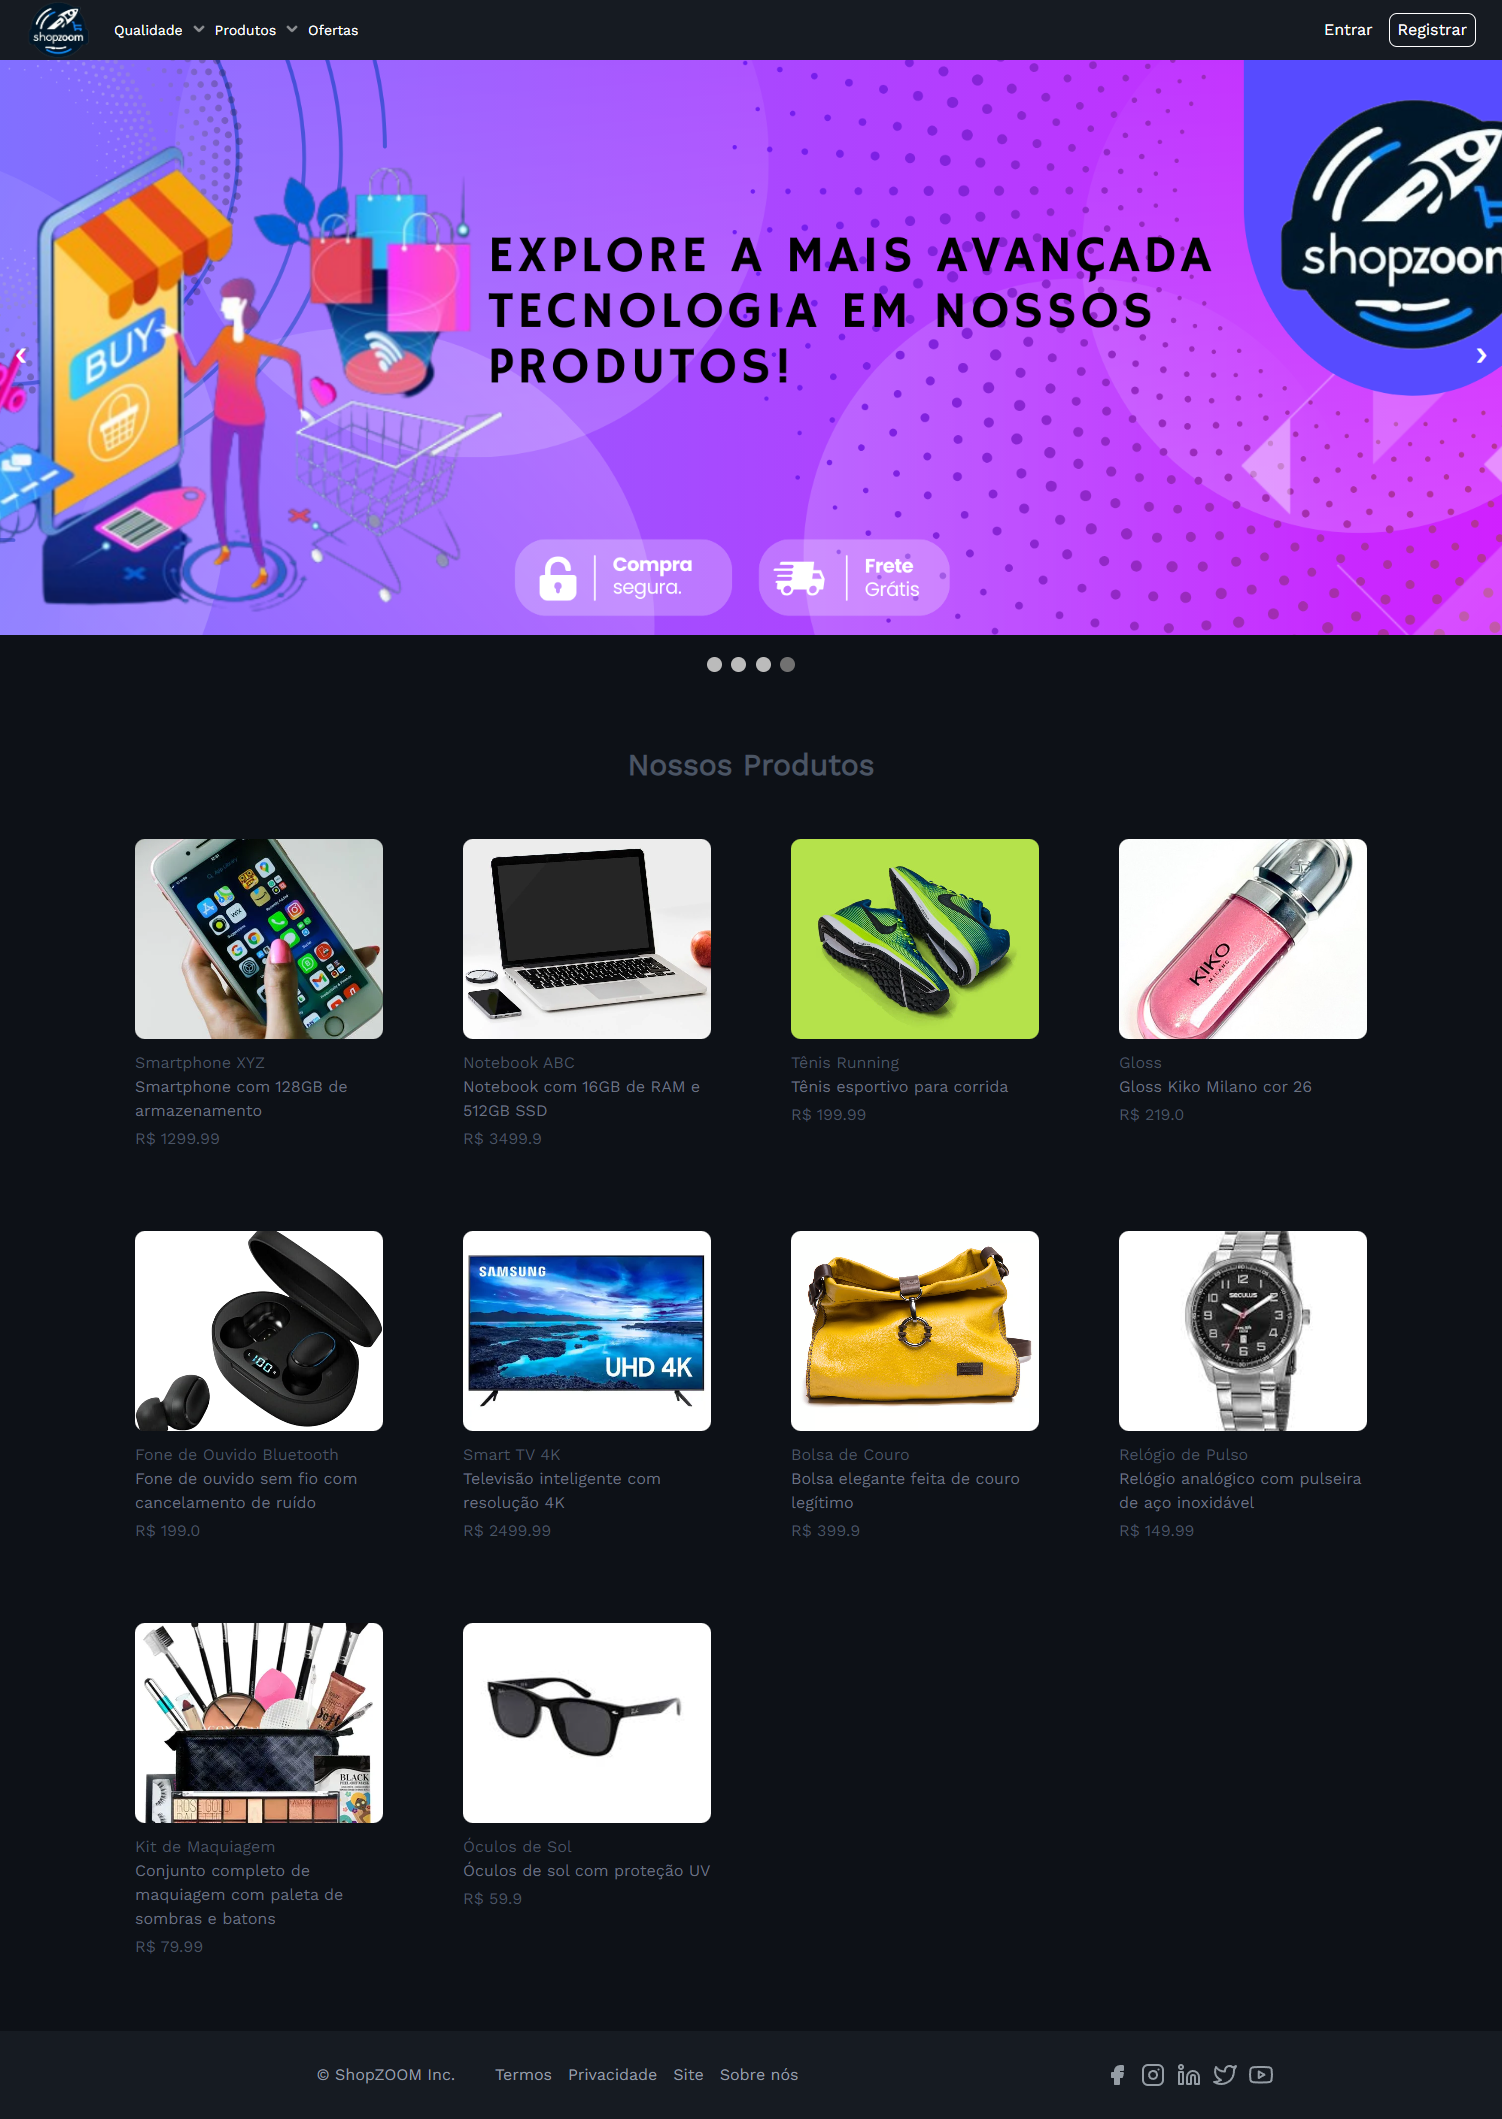 shopzoom
Qualidade
Produtos
Ofertas
Entrar
Registrar
EXPLORE A MAIS AVANÇADA
TECNOLOGIA EM NOSSOS
PRODUTOS!
shopzoom
BUY
%
Compra
segura.
Frete
Grátis
Nossos Produtos
KIKO
MILANO
Smartphone XYZ
Smartphone com 128GB de
armazenamento
R$ 1299.99
Notebook ABC
Notebook com 16GB de RAM e
512GB SSD
R$ 3499.9
Tênis Running
Tênis esportivo para corrida
R$ 199.99
Gloss
Gloss Kiko Milano cor 26
R$ 219.0
100
SAMSUNG
UHD 4K
SECULUS
Fone de Ouvido Bluetooth
Fone de ouvido sem fio com
cancelamento de ruído
R$ 199.0
Smart TV 4K
Televisão inteligente com
resolução 4K
R$ 2499.99
Bolsa de Couro
Bolsa elegante feita de couro
legítimo
R$ 399.9
Relógio de Pulso
Relógio analógico com pulseira
de aço inoxidável
R$ 149.99
BLACK
Kit de Maquiagem
Conjunto completo de
maquiagem com paleta de
sombras e batons
R$ 79.99
Óculos de Sol
Óculos de sol com proteção UV
R$ 59.9
© ShopZOOM Inc.
Termos
Privacidade
Site
Sobre nós